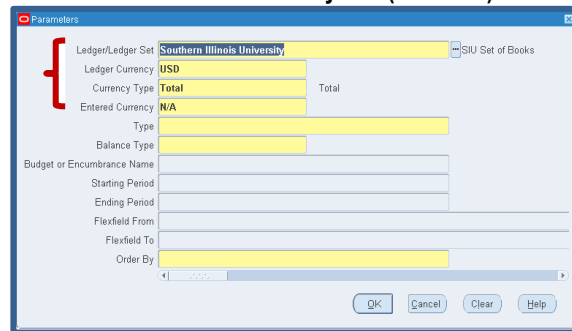 Parameters
Ledger/Ledger Set Southern Illinois University ... SIU Set of Books
Ledger Currency USD
Currency Type Total Total
Entered Currency N/A
Type
Balance Type
Budget or Encumbrance Name
Starting Period
Ending Period
Flexfield From
Flexfield To
Order By
OK Cancel Clear Help